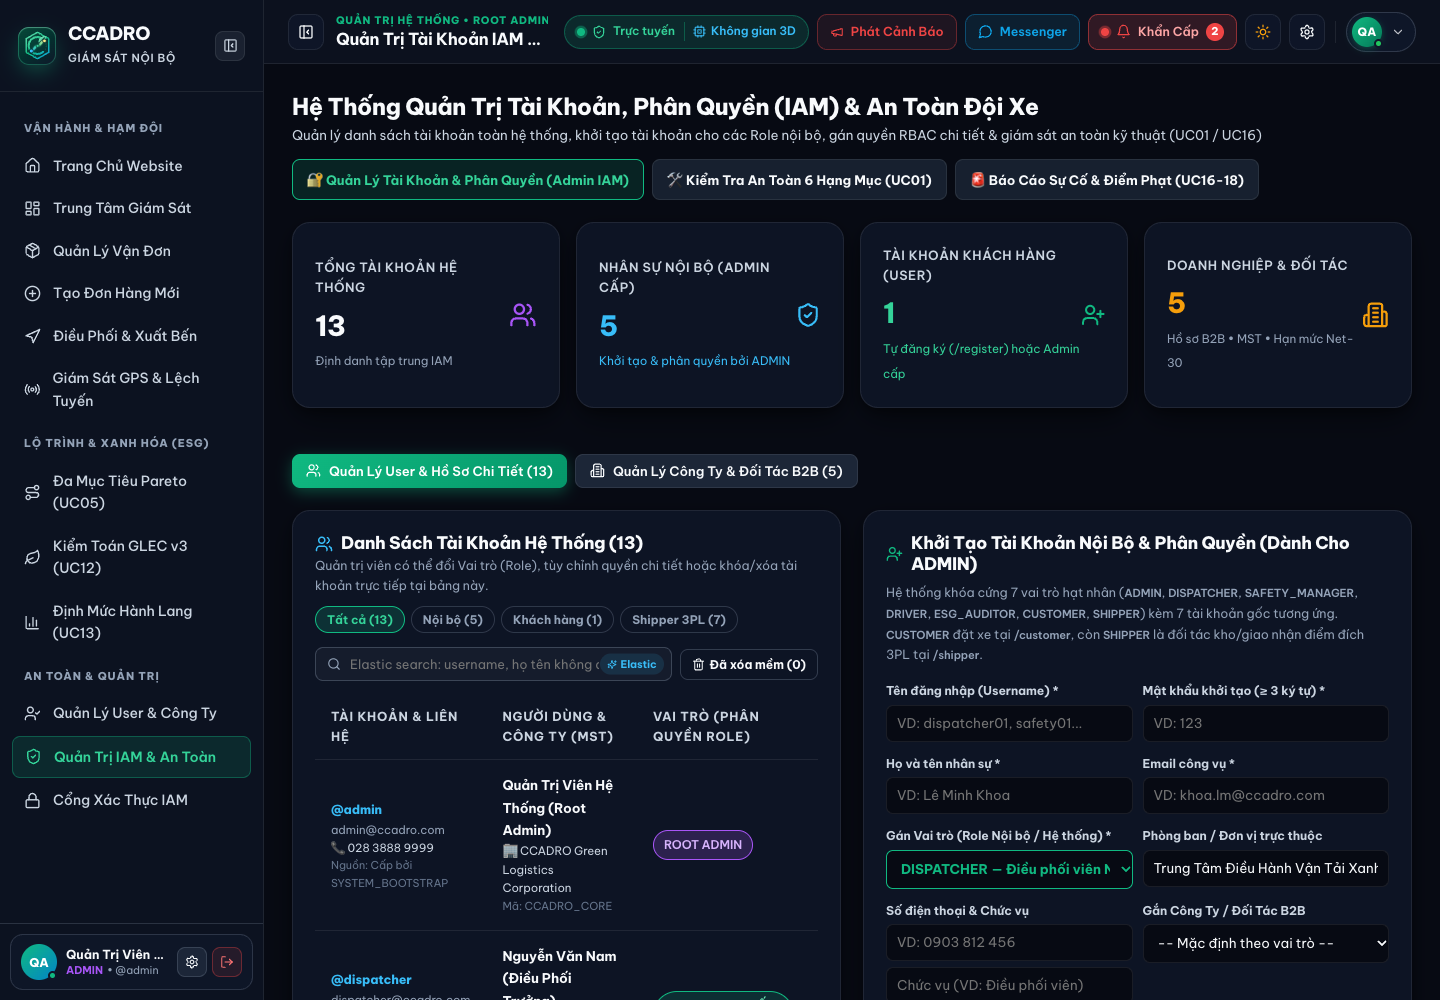 CCADRO
GIÁM SÁT NỘI BỘ
VẬN HÀNH & HẠM ĐỘI
Trang Chủ Website
Trung Tâm Giám Sát
Quản Lý Vận Đơn
Tạo Đơn Hàng Mới
Điều Phối & Xuất Bến
Giám Sát GPS & Lệch
Tuyến
LỘ TRÌNH & XANH HÓA (ESG)
Đa Mục Tiêu Pareto
(UC05)
Kiểm Toán GLEC v3
(UC12)
Định Mức Hành Lang
(UC13)
AN TOÀN & QUẢN TRỊ
Quản Lý User & Công Ty
Quản Trị IAM & An Toàn
Cổng Xác Thực IAM
QA
Quản Trị Viên ...
ADMIN • @admin
QUẢN TRỊ HỆ THỐNG • ROOT ADMIN
Quản Trị Tài Khoản IAM ...
Trực tuyến
Không gian 3D
Phát Cảnh Báo
Messenger
Khẩn Cấp 2
QA
Hệ Thống Quản Trị Tài Khoản, Phân Quyền (IAM) & An Toàn Đội Xe
Quản lý danh sách tài khoản toàn hệ thống, khởi tạo tài khoản cho các Role nội bộ, gán quyền RBAC chi tiết & giám sát an toàn kỹ thuật (UC01 / UC16)
🔐 Quản Lý Tài Khoản & Phân Quyền (Admin IAM)
🛠️ Kiểm Tra An Toàn 6 Hạng Mục (UC01)
🚨 Báo Cáo Sự Cố & Điểm Phạt (UC16-18)
TỔNG TÀI KHOẢN HỆ
THỐNG
13
Định danh tập trung IAM
NHÂN SỰ NỘI BỘ (ADMIN
CẤP)
5
Khởi tạo & phân quyền bởi ADMIN
TÀI KHOẢN KHÁCH HÀNG
(USER)
1
Tự đăng ký (/register) hoặc Admin
cấp
DOANH NGHIỆP & ĐỐI TÁC
5
Hồ sơ B2B • MST • Hạn mức Net-
30
Quản Lý User & Hồ Sơ Chi Tiết (13)
Quản Lý Công Ty & Đối Tác B2B (5)
Danh Sách Tài Khoản Hệ Thống (13)
Quản trị viên có thể đổi Vai trò (Role), tùy chỉnh quyền chi tiết hoặc khóa/xóa tài
khoản trực tiếp tại bảng này.
Tất cả (13)
Nội bộ (5)
Khách hàng (1)
Shipper 3PL (7)
Elastic search: username, họ tên không
Elastic
Đã xóa mềm (0)
TÀI KHOẢN & LIÊN
HỆ
NGƯỜI DÙNG &
CÔNG TY (MST)
VAI TRÒ (PHÂN
QUYỀN ROLE)
@admin
admin@ccadro.com
📞 028 3888 9999
Nguồn: Cấp bởi
SYSTEM_BOOTSTRAP
Quản Trị Viên Hệ
Thống (Root
Admin)
🏢 CCADRO Green
Logistics
Corporation
Mã: CCADRO_CORE
ROOT ADMIN
@dispatcher
dispatcher@ccadro.com
Nguyễn Văn Nam
(Điều Phối
Trưởng)
Khởi Tạo Tài Khoản Nội Bộ & Phân Quyền (Dành Cho
ADMIN)
Hệ thống khóa cứng 7 vai trò hạt nhân (ADMIN, DISPATCHER, SAFETY_MANAGER,
DRIVER, ESG_AUDITOR, CUSTOMER, SHIPPER) kèm 7 tài khoản gốc tương ứng.
CUSTOMER đặt xe tại /customer, còn SHIPPER là đối tác kho/giao nhận điểm đích
3PL tại /shipper.
Tên đăng nhập (Username) *
VD: dispatcher01, safety01...
Mật khẩu khởi tạo (≥ 3 ký tự) *
VD: 123
Họ và tên nhân sự *
VD: Lê Minh Khoa
Email công vụ *
VD: khoa.lm@ccadro.com
Gán Vai trò (Role Nội bộ / Hệ thống) *
DISPATCHER — Điều phối viên
Phòng ban / Đơn vị trực thuộc
Trung Tâm Điều Hành Vận Tải Xanh
Số điện thoại & Chức vụ
VD: 0903 812 456
Chức vụ (VD: Điều phối viên)
Gắn Công Ty / Đối Tác B2B
-- Mặc định theo vai trò --